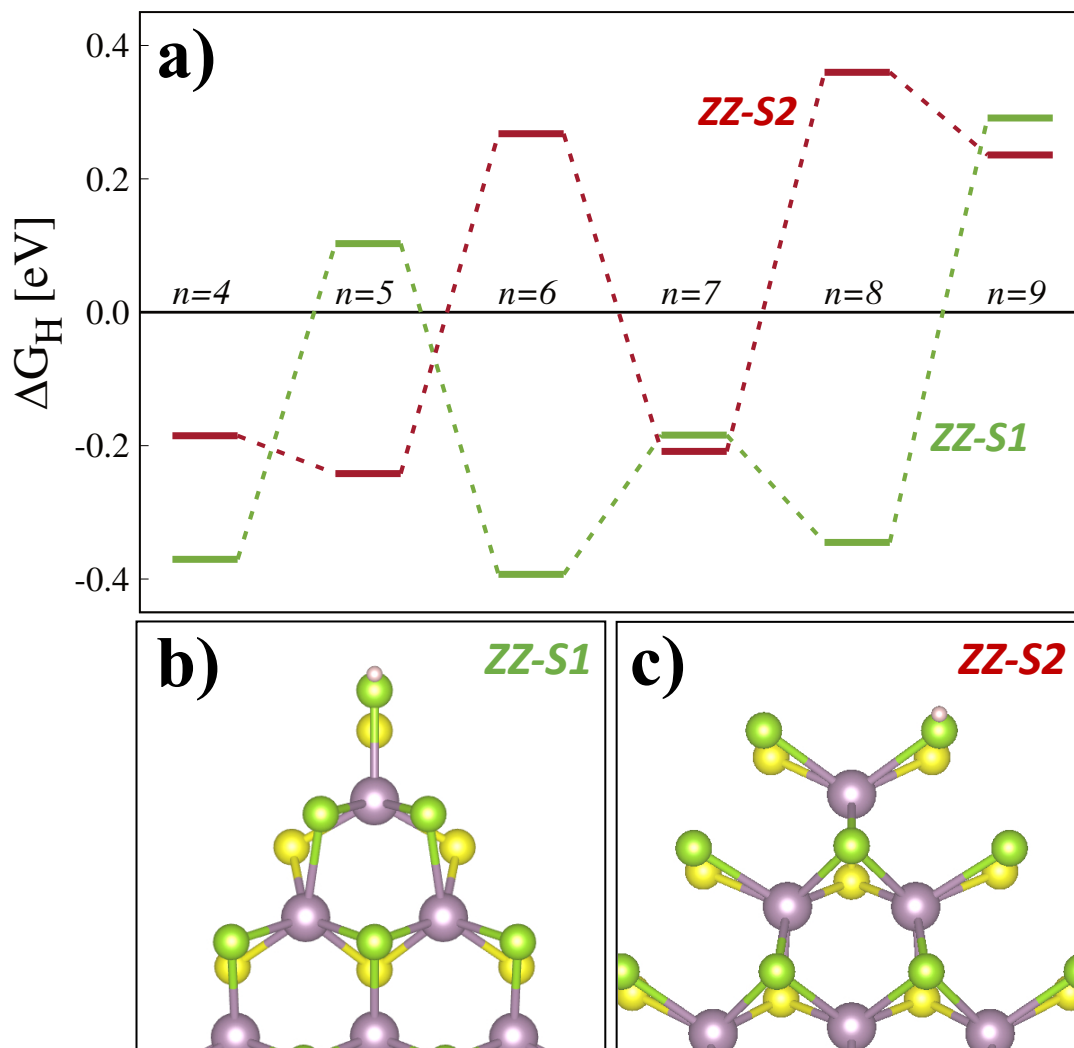 a)
0.4
0.2
0.0
-0.2
-0.4
ΔG_H [eV]
ZZ-S2
n=4 n=5 n=6 n=7 n=8 n=9
ZZ-S1
b) ZZ-S1
c) ZZ-S2